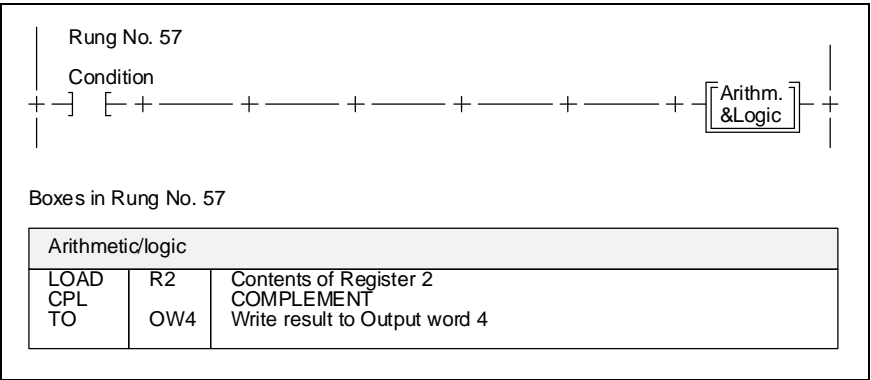 Rung No. 57
Condition
Arithm.
&Logic
Boxes in Rung No. 57
Arithmetic/logic
LOAD R2 Contents of Register 2
CPL COMPLEMENT
TO OW4 Write result to Output word 4